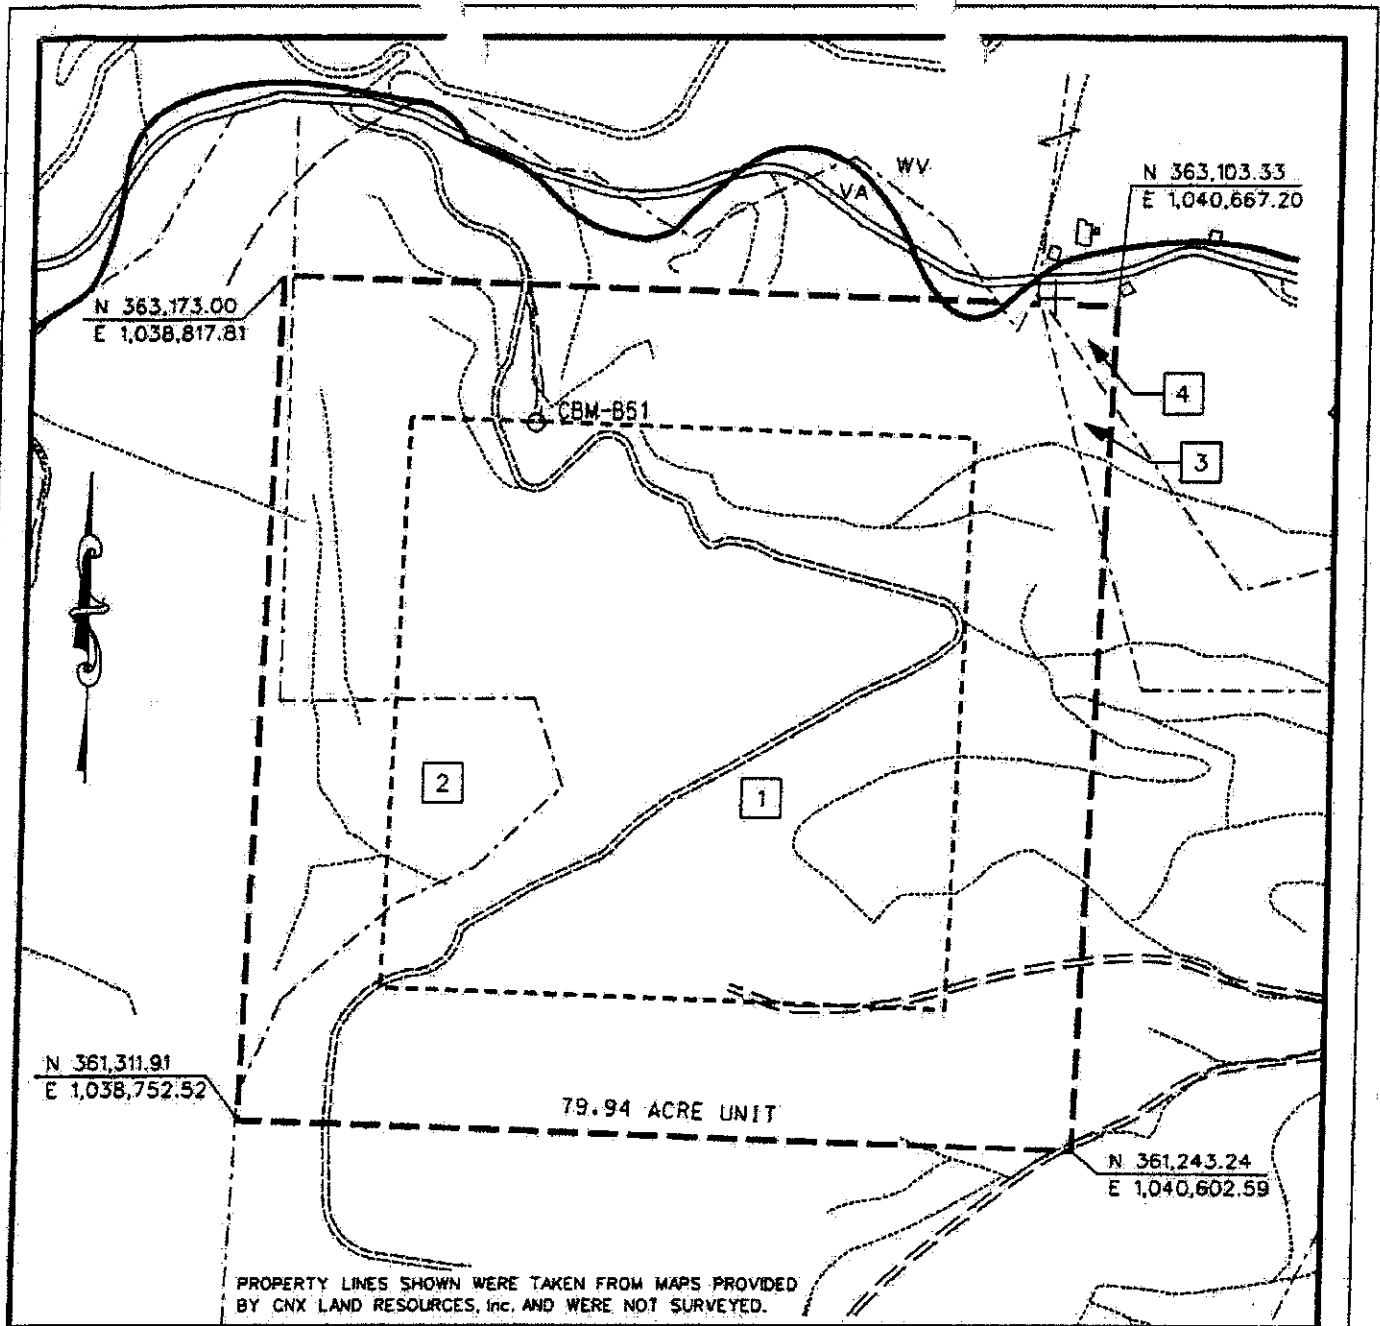 WV
VA
N 363,103.33
E 1,040,667.20
N 363,173.00
E 1,038,817.81
4
CBM-B51
3
2
1
N 361,311.91
E 1,038,752.52
79.94 ACRE UNIT
N 361,243.24
E 1,040,602.59
PROPERTY LINES SHOWN WERE TAKEN FROM MAPS PROVIDED
BY CNX LAND RESOURCES, Inc. AND WERE NOT SURVEYED.